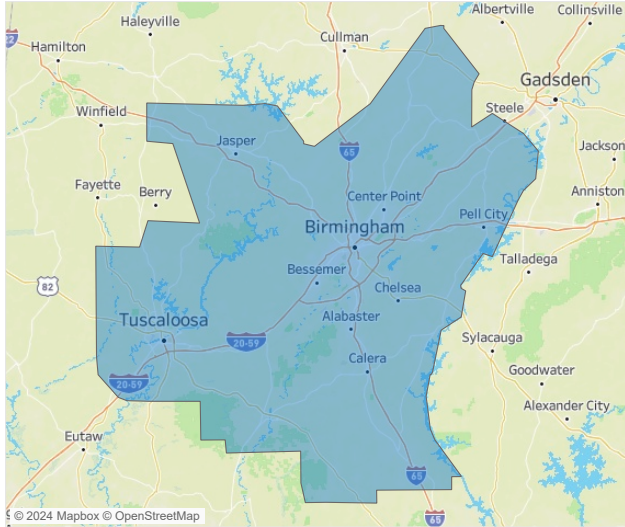 Haleyville
Albertville
Collinsville
Hamilton
Cullman
Gadsden
Winfield
Steele
65
Jasper
Jackson
Fayette
Berry
Center Point
Anniston
Pell City
Birmingham
Talladega
Bessemer
82
Chelsea
Tuscaloosa
Alabaster
20-59
Sylacauga
Calera
Goodwater
20-59
Alexander City
Eutaw
65
65
© 2024 Mapbox © OpenStreetMap